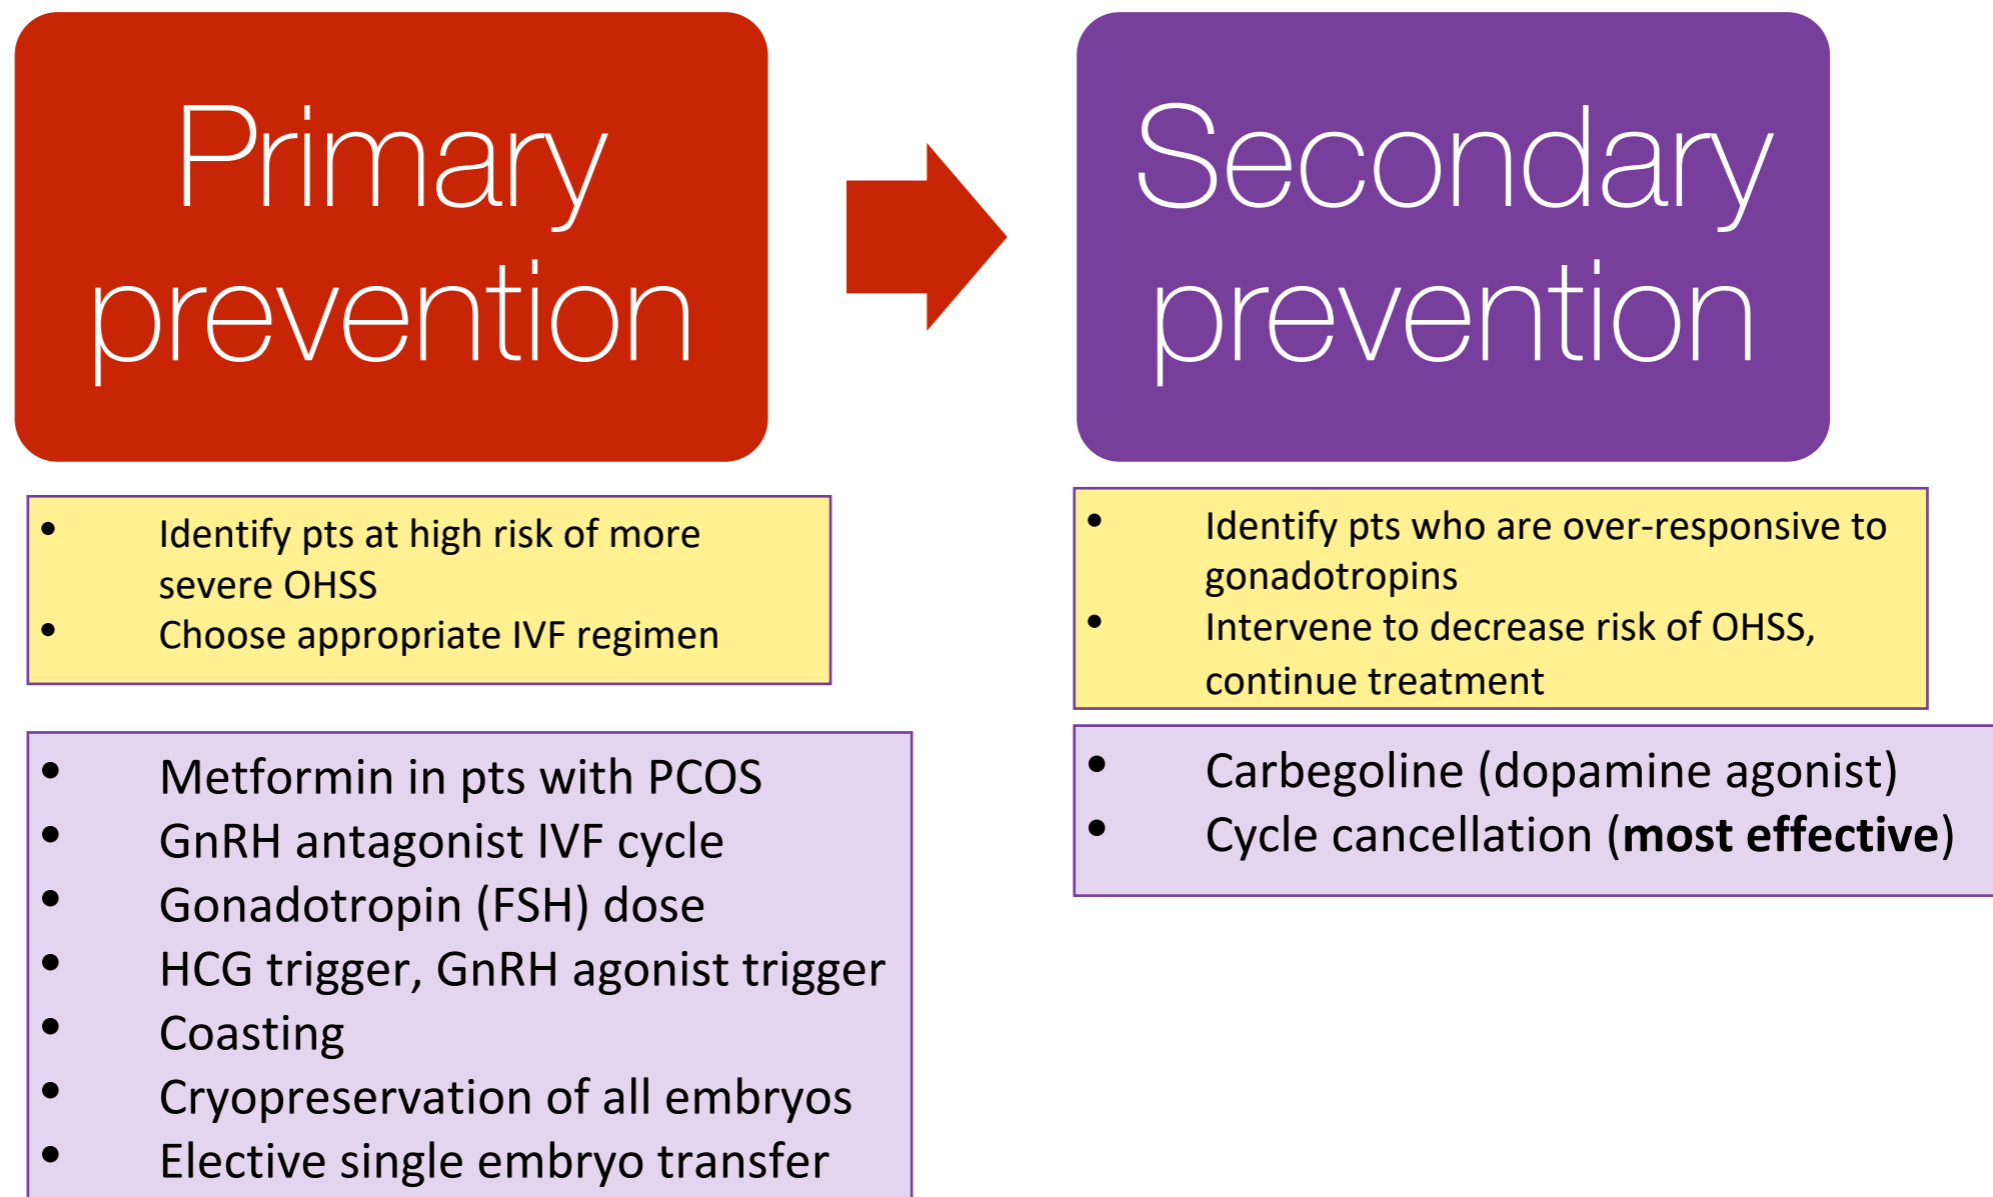 Primary
prevention
Secondary
prevention
• Identify pts at high risk of more
severe OHSS
• Choose appropriate IVF regimen
• Identify pts who are over-responsive to
gonadotropins
• Intervene to decrease risk of OHSS,
continue treatment
• Metformin in pts with PCOS
• GnRH antagonist IVF cycle
• Gonadotropin (FSH) dose
• HCG trigger, GnRH agonist trigger
• Coasting
• Cryopreservation of all embryos
• Elective single embryo transfer
• Carbegoline (dopamine agonist)
• Cycle cancellation (most effective)